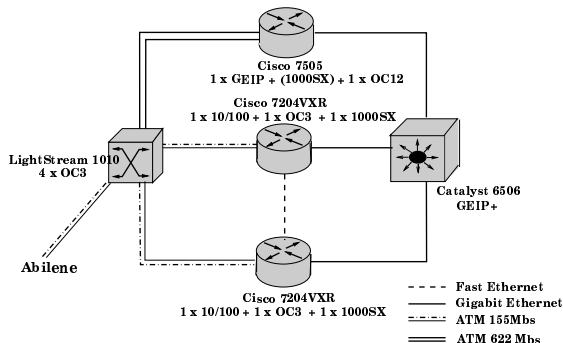 Cisco 7505
1 x GEIP + (1000SX) + 1 x OC12
Cisco 7204VXR
1 x 10/100 + 1 x OC3 + 1 x 1000SX
LightStream 1010
4 x OC3
Catalyst 6506
GEIP+
Abilene
Cisco 7204VXR
1 x 10/100 + 1 x OC3 + 1 x 1000SX
Fast Ethernet
Gigabit Ethernet
ATM 155Mbs
ATM 622 Mbs